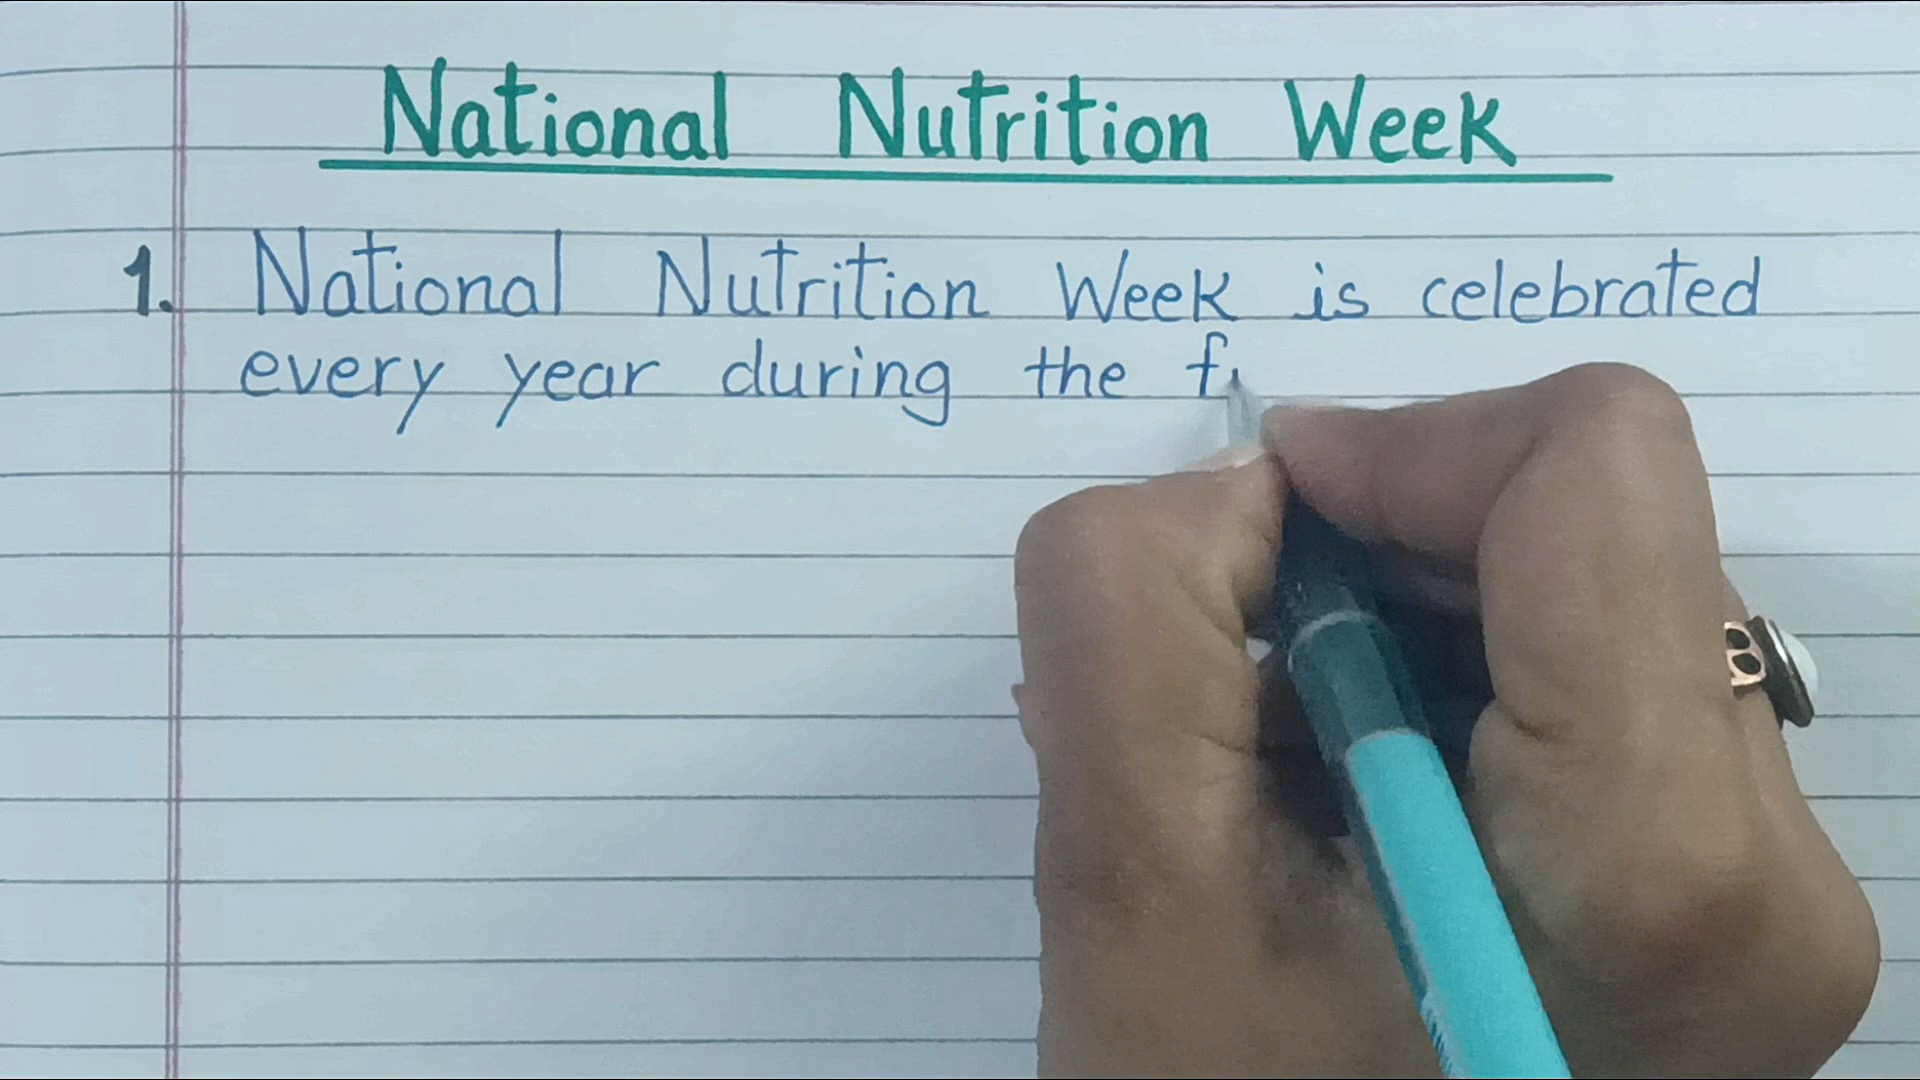 National Nutrition Week
1. National Nutrition Week is celebrated
every year during the